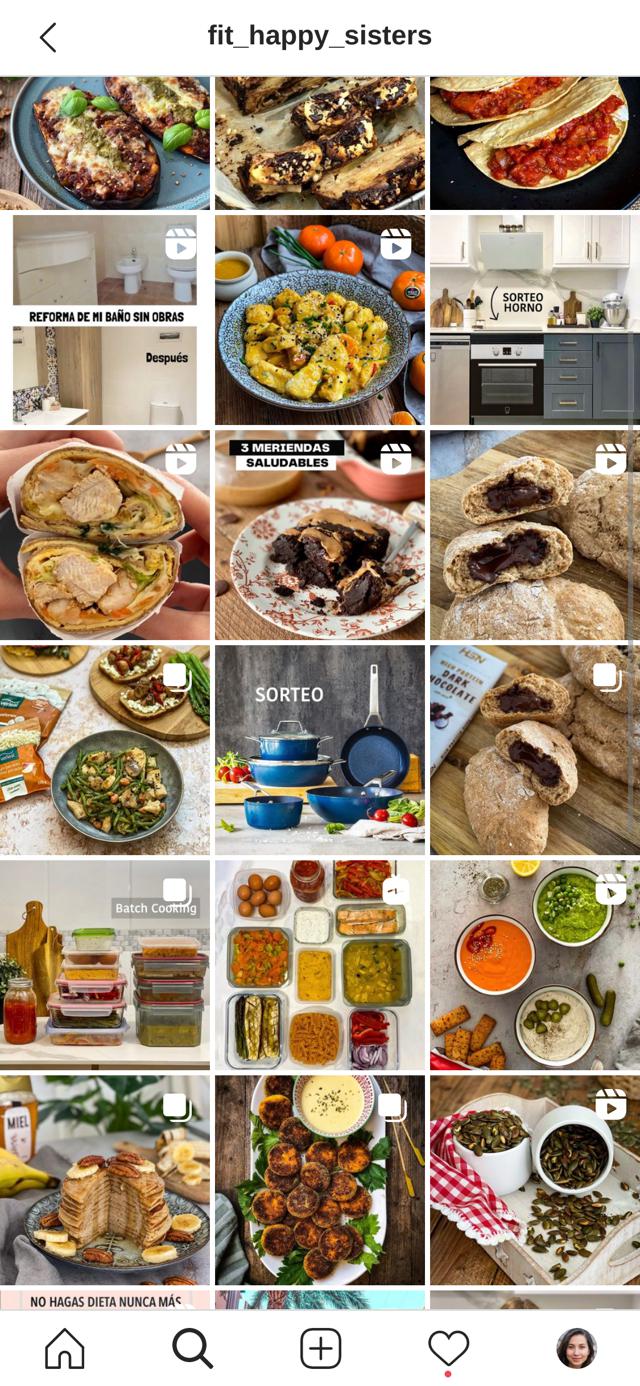 fit_happy_sisters
REFORMA DE MI BAÑO SIN OBRAS
Después
SORTEO
HORNO
3 MERIENDAS
SALUDABLES
SORTEO
HSN
HIGH PROTEIN
DARK
CHOCOLATE
Batch Cooking
MIEL
NO HAGAS DIETA NUNCA MÁS